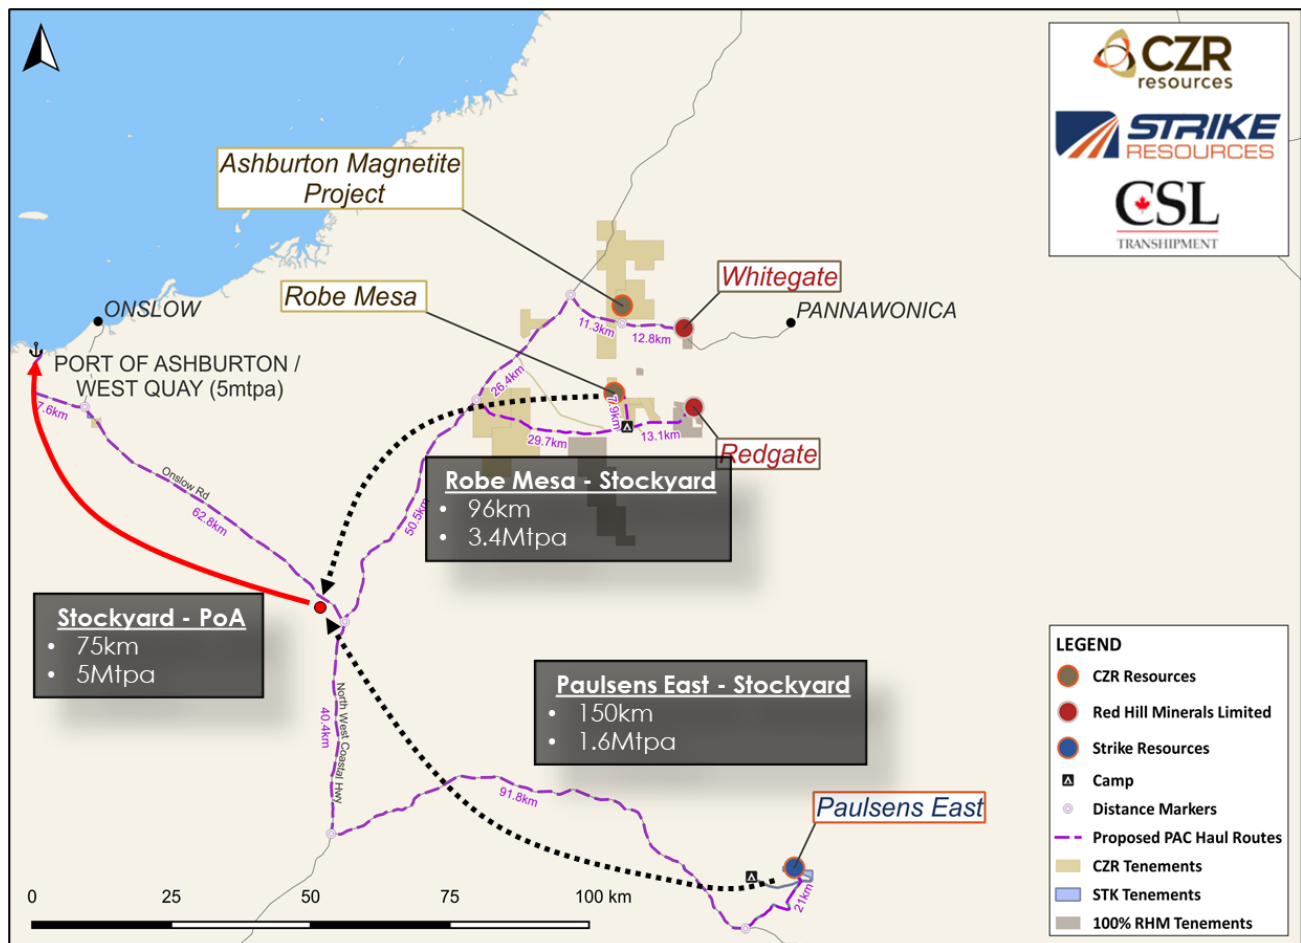 CZR
resources
STRIKE
RESOURCES
CSL
TRANSHIPMENT
Ashburton Magnetite
Project
Robe Mesa
Whitegate
PANNAWONICA
ONSLOW
PORT OF ASHBURTON /
WEST QUAY (5mtpa)
11.3km
12.8km
26.4km
7.9km
29.7km
13.1km
Redgate
7.6km
Onslow Rd
62.8km
50.5km
Robe Mesa - Stockyard
• 96km
• 3.4Mtpa
Stockyard - PoA
• 75km
• 5Mtpa
Paulsens East - Stockyard
• 150km
• 1.6Mtpa
North West Coastal Hwy
40.4km
91.8km
Paulsens East
21km
0 25 50 75 100 km
LEGEND
CZR Resources
Red Hill Minerals Limited
Strike Resources
Camp
Distance Markers
Proposed PAC Haul Routes
CZR Tenements
STK Tenements
100% RHM Tenements